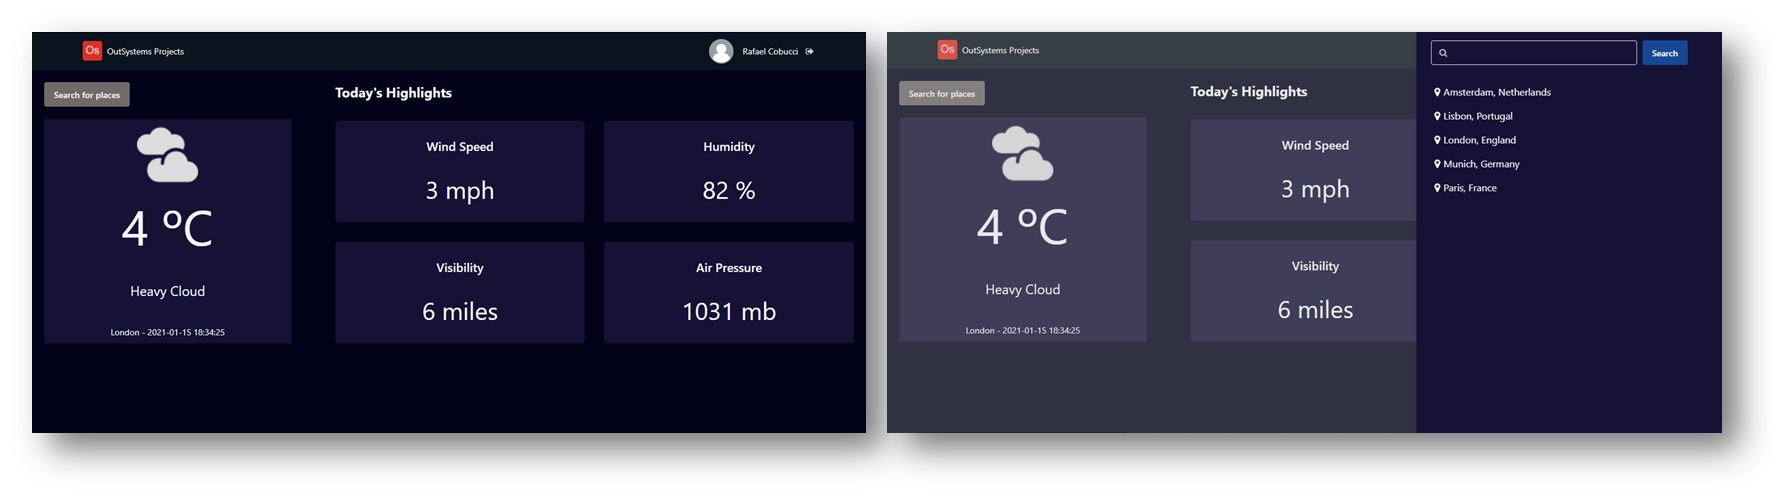 Os OutSystems Projects
Rafael Cobucci
Search for places
Today's Highlights
4 ºC
Heavy Cloud
London - 2021-01-15 18:34:25
Wind Speed
3 mph
Humidity
82 %
Visibility
6 miles
Air Pressure
1031 mb
Os OutSystems Projects
Search for places
Today's Highlights
4 ºC
Heavy Cloud
London - 2021-01-15 18:34:25
Wind Speed
3 mph
Visibility
6 miles
Search
Amsterdam, Netherlands
Lisbon, Portugal
London, England
Munich, Germany
Paris, France